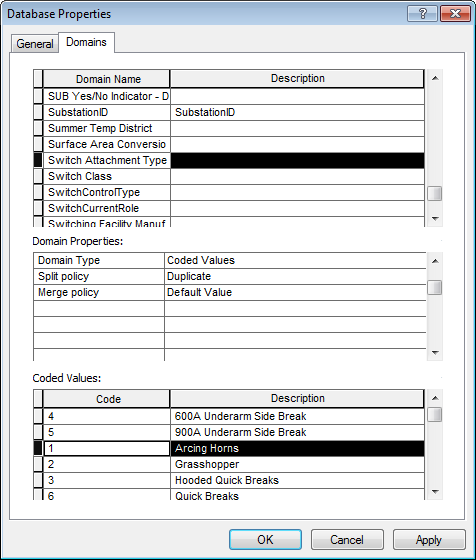 Database Properties
General Domains
Domain Name Description
SUB Yes/No Indicator - D
SubstationID SubstationID
Summer Temp District
Surface Area Conversio
Switch Attachment Type
Switch Class
SwitchControlType
SwitchCurrentRole
Switching Facility Manuf
Domain Properties:
Domain Type Coded Values
Split policy Duplicate
Merge policy Default Value
Coded Values:
Code Description
4 600A Underarm Side Break
5 900A Underarm Side Break
1 Arcing Horns
2 Grasshopper
3 Hooded Quick Breaks
6 Quick Breaks
OK Cancel Apply